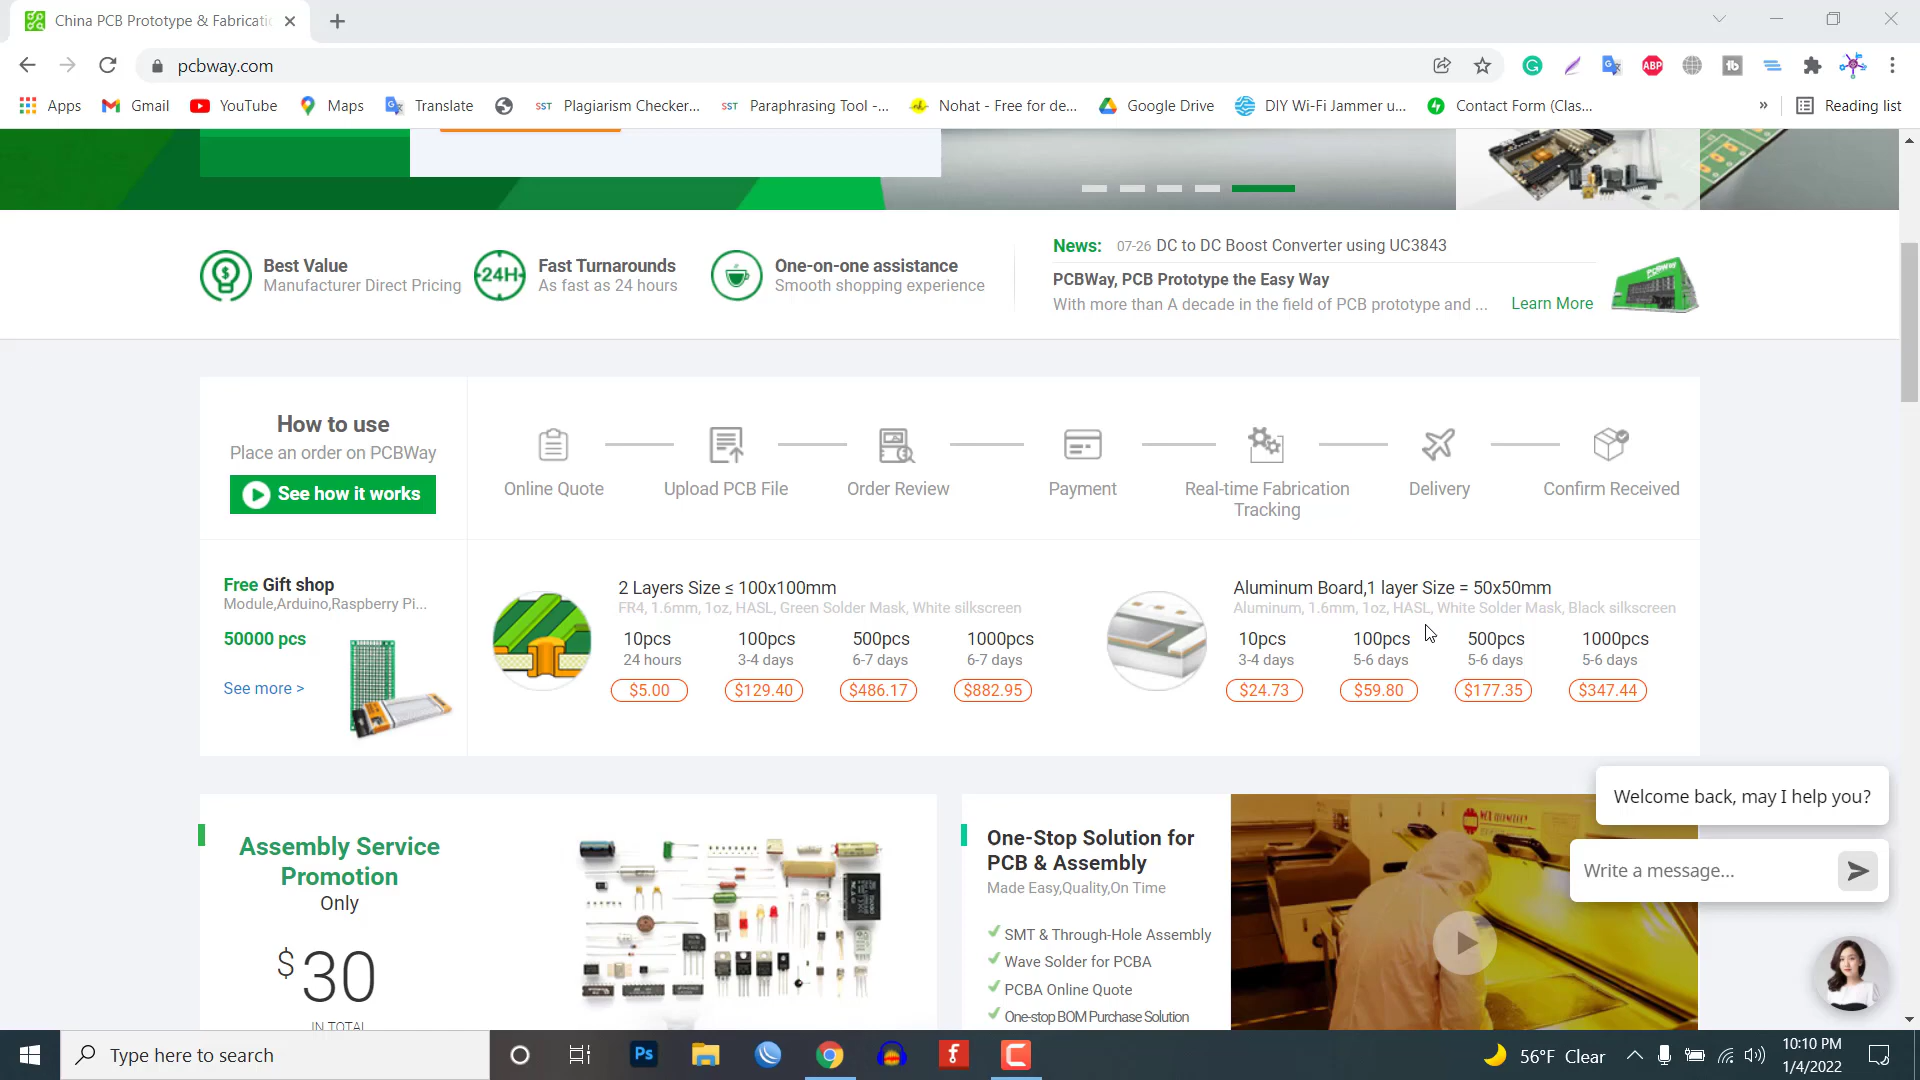 China PCB Prototype & Fabricati
pcbway.com
Apps
Gmail
YouTube
Maps
Translate
SST Plagiarism Checker...
SST Paraphrasing Tool -...
Nohat - Free for de...
Google Drive
DIY Wi-Fi Jammer u...
Contact Form (Clas...
»
Reading list
ABP
Best Value
Manufacturer Direct Pricing
24H
Fast Turnarounds
As fast as 24 hours
One-on-one assistance
Smooth shopping experience
News: 07-26 DC to DC Boost Converter using UC3843
PCBWay, PCB Prototype the Easy Way
With more than A decade in the field of PCB prototype and ... Learn More
PCBWAY
How to use
Place an order on PCBWay
See how it works
Online Quote
Upload PCB File
Order Review
Payment
Real-time Fabrication
Tracking
Delivery
Confirm Received
Free Gift shop
Module,Arduino,Raspberry Pi...
50000 pcs
See more >
2 Layers Size ≤ 100x100mm
FR4, 1.6mm, 1oz, HASL, Green Solder Mask, White silkscreen
10pcs 100pcs 500pcs 1000pcs
24 hours 3-4 days 6-7 days 6-7 days
$5.00 $129.40 $486.17 $882.95
Aluminum Board,1 layer Size = 50x50mm
Aluminum, 1.6mm, 1oz, HASL, White Solder Mask, Black silkscreen
10pcs 100pcs 500pcs 1000pcs
3-4 days 5-6 days 5-6 days 5-6 days
$24.73 $59.80 $177.35 $347.44
Assembly Service
Promotion
Only
$30
IN TOTAL
One-Stop Solution for
PCB & Assembly
Made Easy,Quality,On Time
SMT & Through-Hole Assembly
Wave Solder for PCBA
PCBA Online Quote
One-stop BOM Purchase Solution
Welcome back, may I help you?
Write a message...
Type here to search
Ps
56°F Clear
10:10 PM
1/4/2022